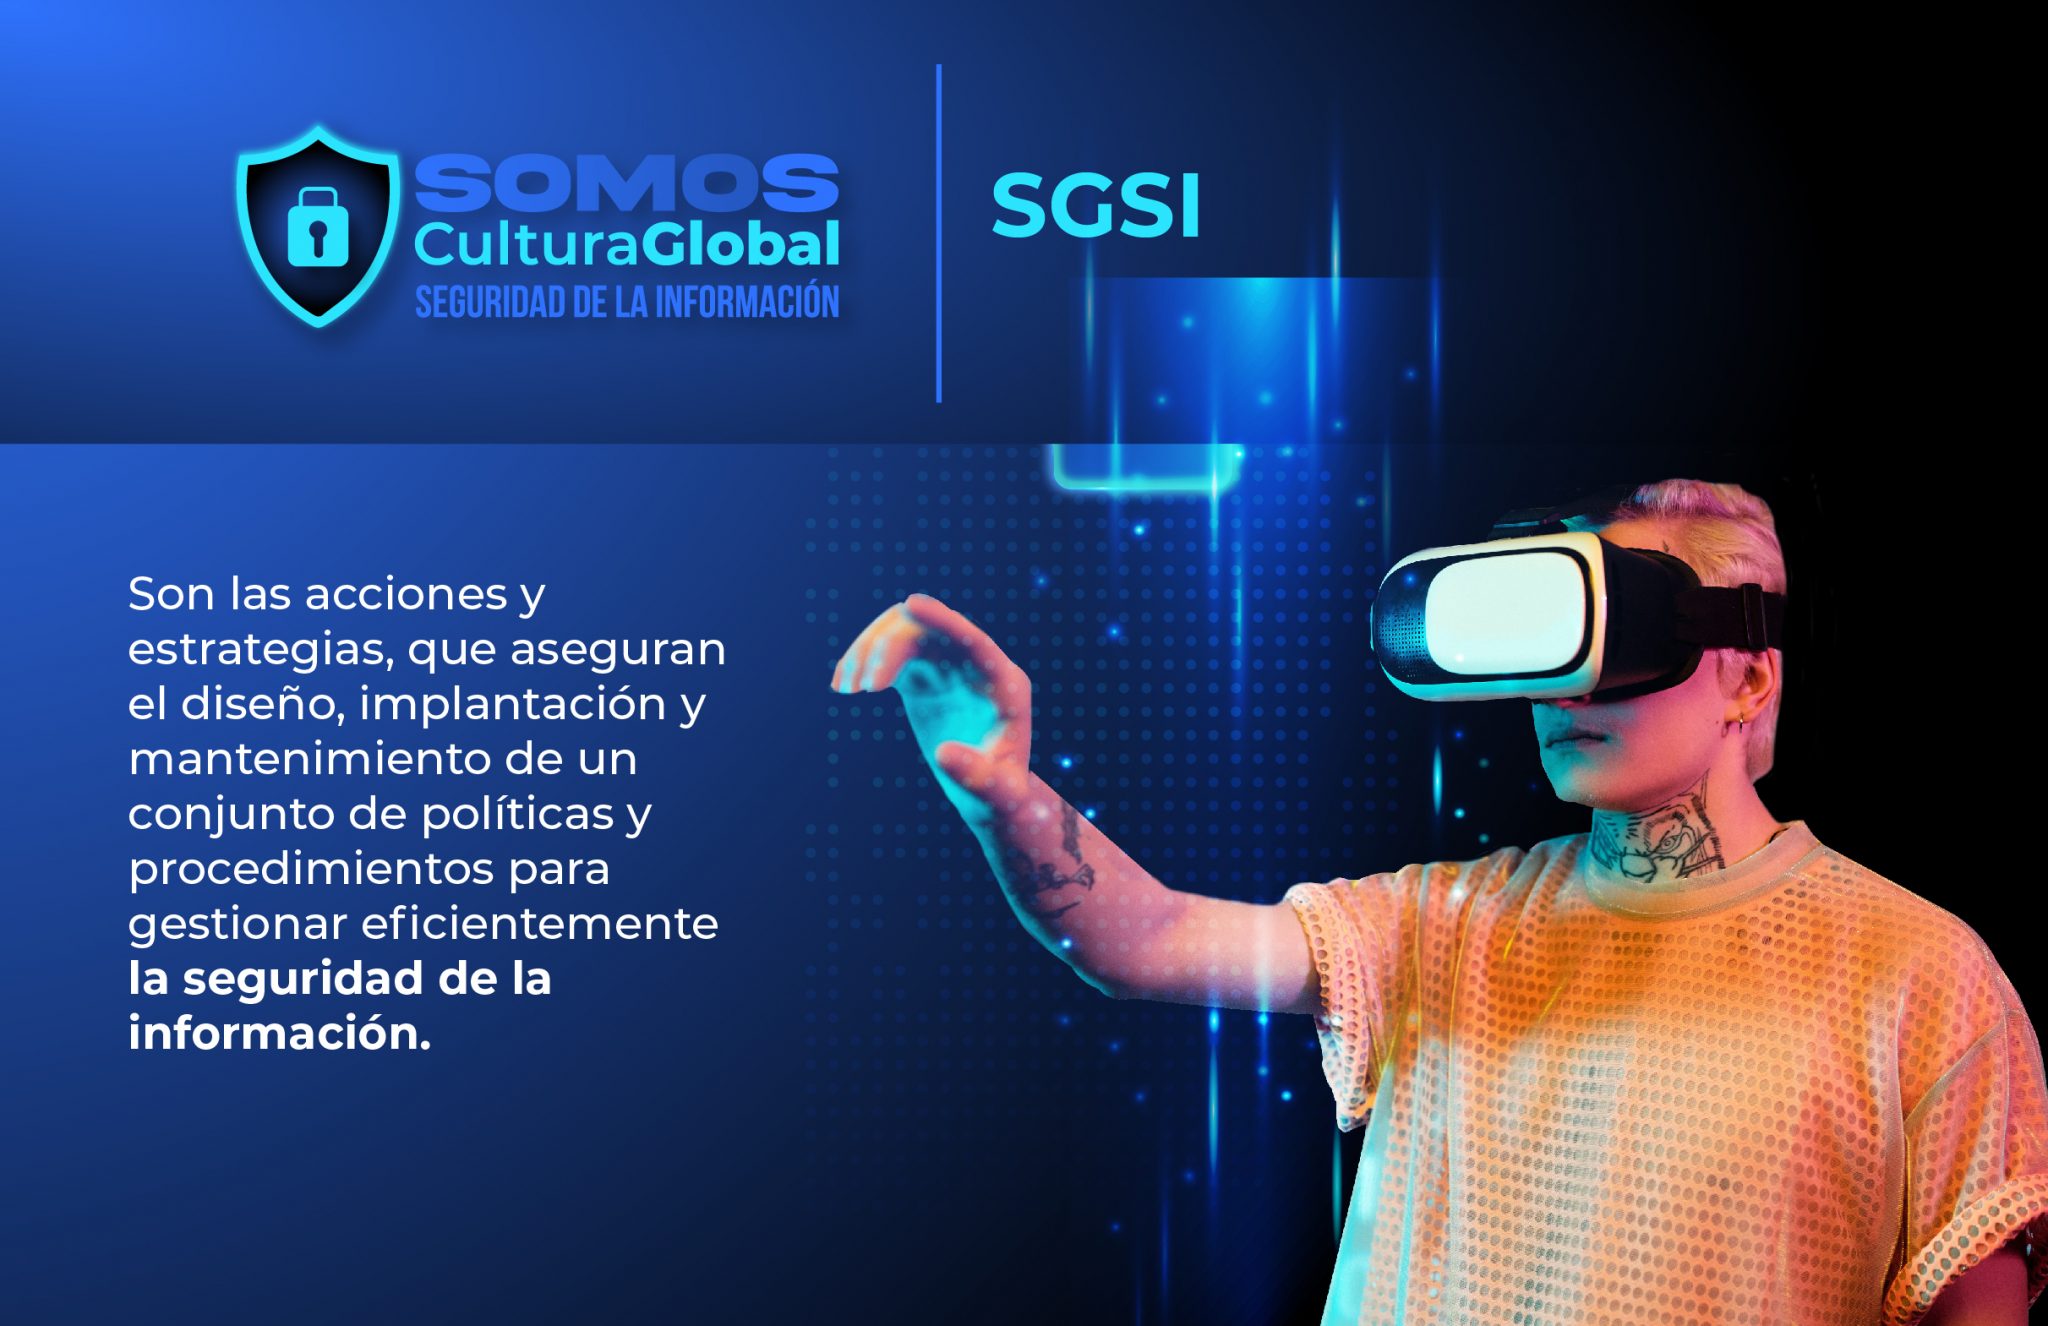 SOMOS
CulturaGlobal
SEGURIDAD DE LA INFORMACIÓN
SGSI
Son las acciones y
estrategias, que aseguran
el diseño, implantación y
mantenimiento de un
conjunto de políticas y
procedimientos para
gestionar eficientemente
la seguridad de la
información.